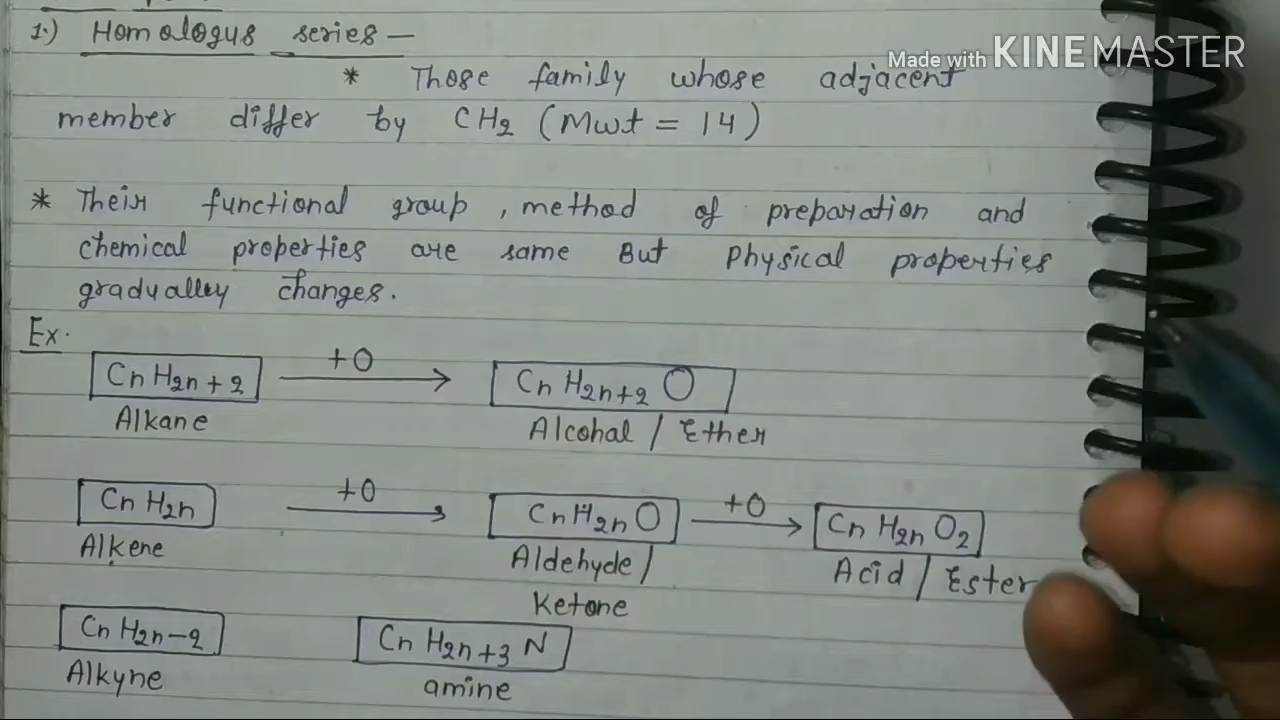 1.) Homologus series —
Made with KINEMASTER
* Those family whose adjacent
member differ by CH2 (Mwt = 14)
* Their functional group, method of preparation and
chemical properties are same But Physical properties
gradualley changes.
Ex.
CnH2n+2 +O CnH2n+2 O
Alkane Alcohal / Ether
CnH2n +O CnH2nO +O CnH2nO2
Alkene Aldehyde/ Acid / Ester
Ketone
CnH2n-2 CnH2n+3 N
Alkyne amine